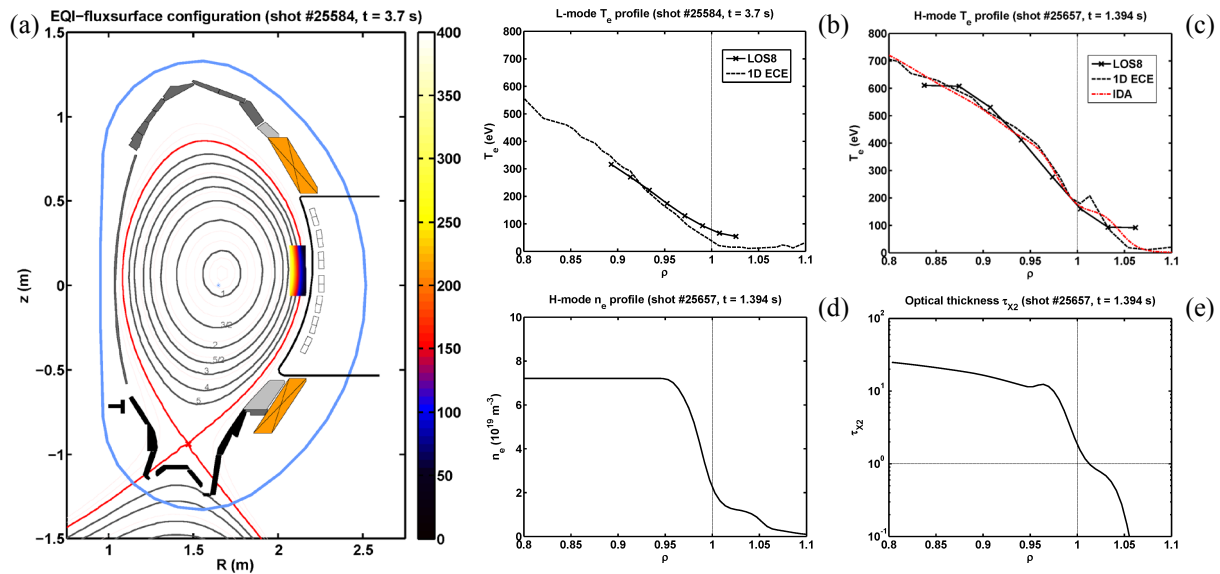 (a)
EQI−fluxsurface configuration (shot #25584, t = 3.7 s)
1.5
1
0.5
0
−0.5
−1
−1.5
z (m)
1
3/2
2
5/2
3
4
5
1
1.5
2
2.5
R (m)
400
350
300
250
200
150
100
50
0
L-mode Te profile (shot #25584, t = 3.7 s)
(b)
800
700
600
500
400
300
200
100
0
Te (eV)
LOS8
1D ECE
0.8 0.85 0.9 0.95 1 1.05 1.1
ρ
H-mode Te profile (shot #25657, t = 1.394 s)
(c)
800
700
600
500
400
300
200
100
0
Te (eV)
LOS8
1D ECE
IDA
0.8 0.85 0.9 0.95 1 1.05 1.1
ρ
H-mode ne profile (shot #25657, t = 1.394 s)
(d)
10
8
6
4
2
0
ne (10^19 m^-3)
0.8 0.85 0.9 0.95 1 1.05 1.1
ρ
Optical thickness τX2 (shot #25657, t = 1.394 s)
(e)
10^2
10^1
10^0
10^-1
τX2
0.8 0.85 0.9 0.95 1 1.05 1.1
ρ